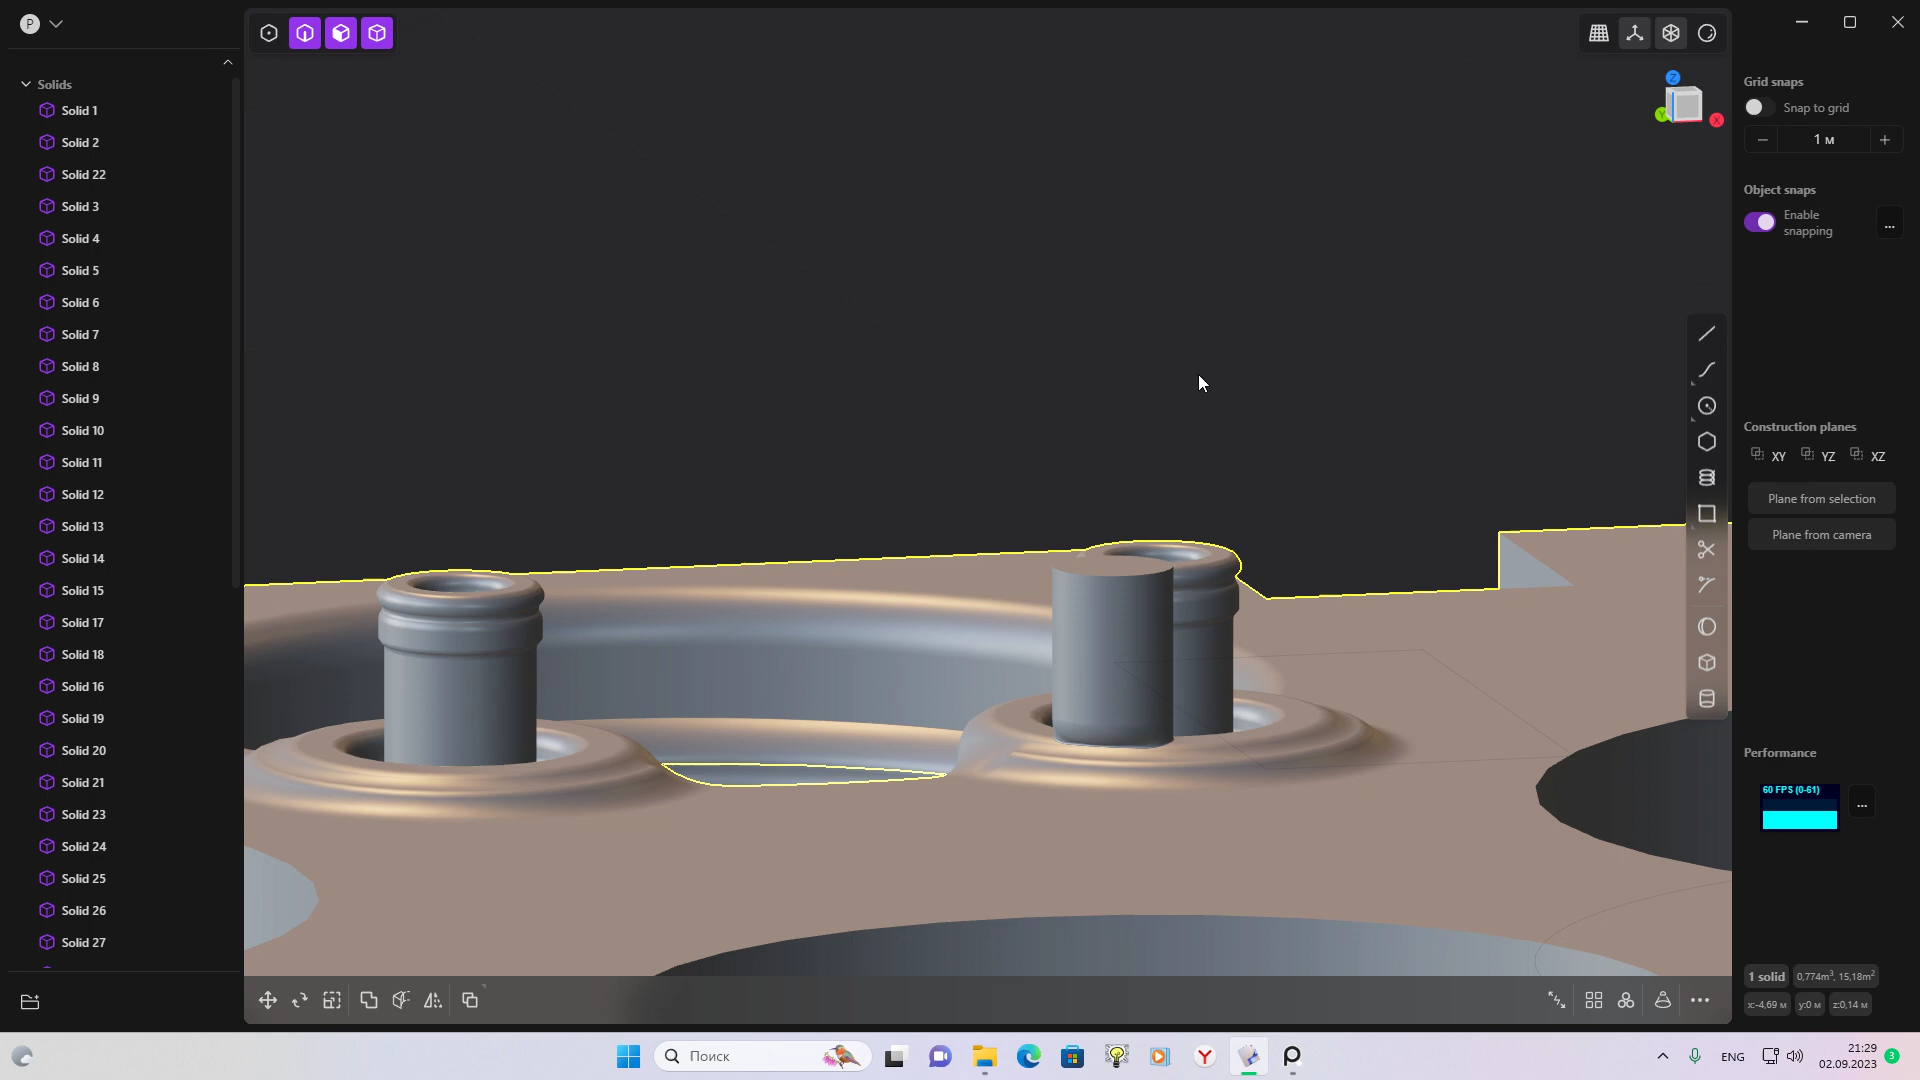 P
Solids
Solid 1
Solid 2
Solid 22
Solid 3
Solid 4
Solid 5
Solid 6
Solid 7
Solid 8
Solid 9
Solid 10
Solid 11
Solid 12
Solid 13
Solid 14
Solid 15
Solid 17
Solid 18
Solid 16
Solid 19
Solid 20
Solid 21
Solid 23
Solid 24
Solid 25
Solid 26
Solid 27
Z
Y
X
Grid snaps
Snap to grid
1 м
Object snaps
Enable
snapping
...
Construction planes
XY YZ XZ
Plane from selection
Plane from camera
Performance
60 FPS (0-61)
...
1 solid 0,774m³, 15,18m²
x:-4,69 м y:0 м z:0,14 м
Поиск
ENG
21:29
02.09.2023
3